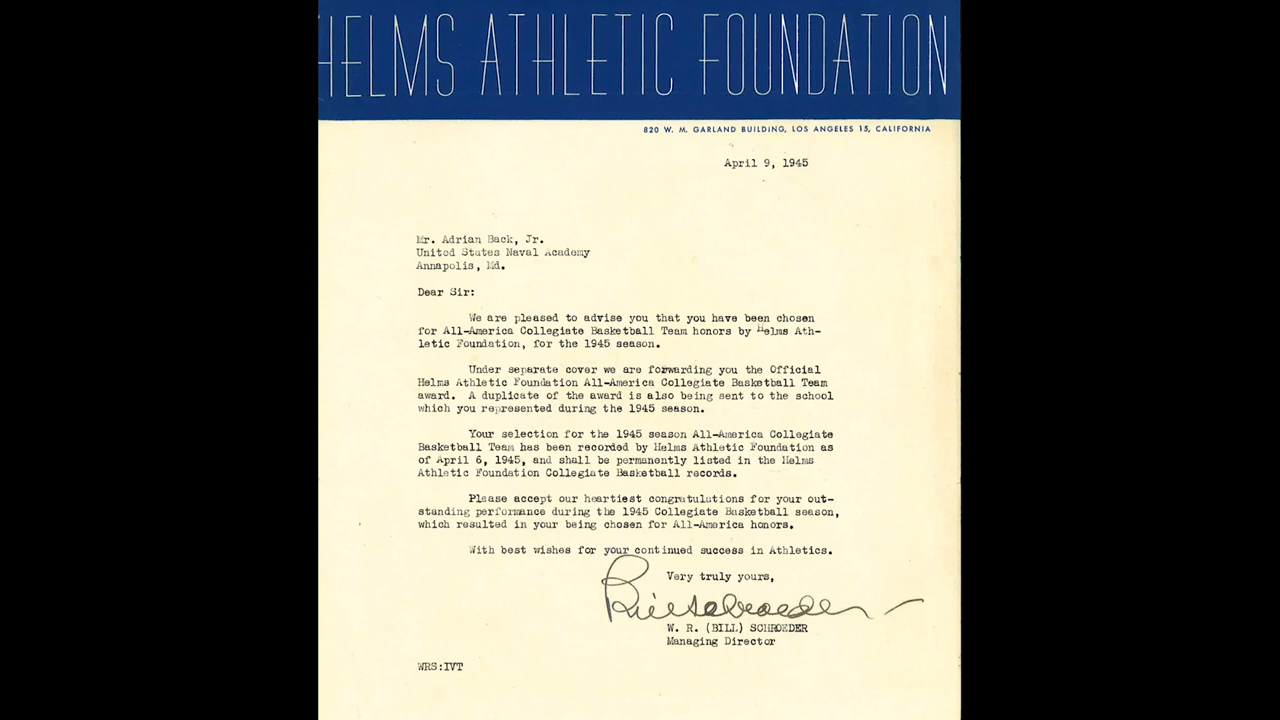 HELMS ATHLETIC FOUNDATION
820 W. M. GARLAND BUILDING, LOS ANGELES 15, CALIFORNIA
April 9, 1945
Mr. Adrian Back, Jr.
United States Naval Academy
Annapolis, Md.
Dear Sir:
We are pleased to advise you that you have been chosen
for All-America Collegiate Basketball Team honors by Helms Ath-
letic Foundation, for the 1945 season.
Under separate cover we are forwarding you the Official
Helms Athletic Foundation All-America Collegiate Basketball Team
award. A duplicate of the award is also being sent to the school
which you represented during the 1945 season.
Your selection for the 1945 season All-America Collegiate
Basketball Team has been recorded by Helms Athletic Foundation as
of April 6, 1945, and shall be permanently listed in the Helms
Athletic Foundation Collegiate Basketball records.
Please accept our heartiest congratulations for your out-
standing performance during the 1945 Collegiate Basketball season,
which resulted in your being chosen for All-America honors.
With best wishes for your continued success in Athletics.
Very truly yours,
Bill Schroeder
W. R. (BILL) SCHROEDER
Managing Director
WRS:IVT